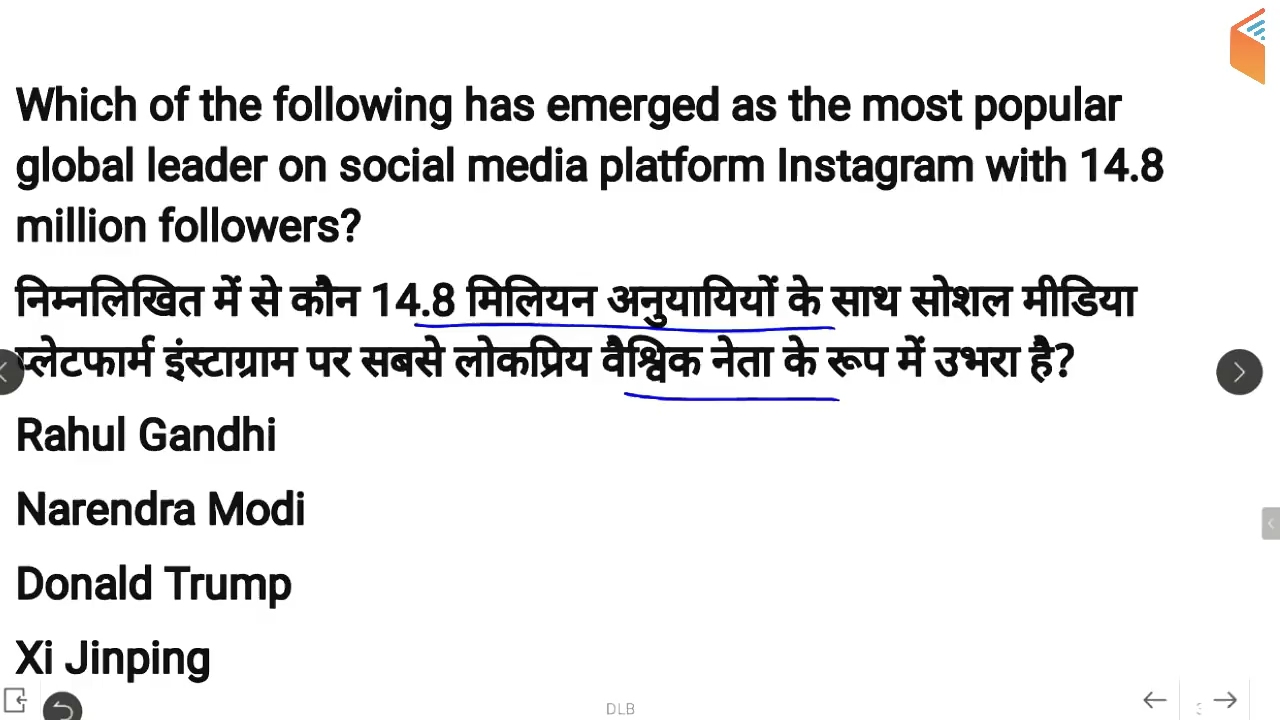 Which of the following has emerged as the most popular
global leader on social media platform Instagram with 14.8
million followers?
निम्नलिखित में से कौन 14.8 मिलियन अनुयायियों के साथ सोशल मीडिया
प्लेटफार्म इंस्टाग्राम पर सबसे लोकप्रिय वैश्विक नेता के रूप में उभरा है?
Rahul Gandhi
Narendra Modi
Donald Trump
Xi Jinping
DLB